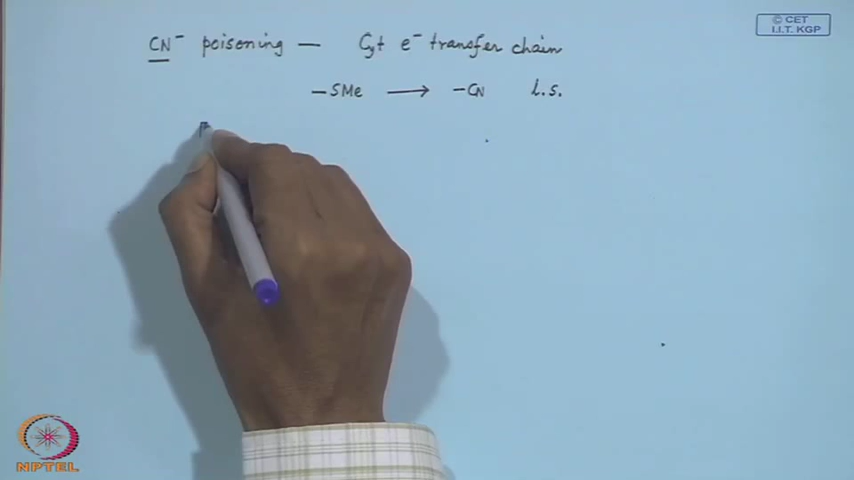 © CET
I.I.T. KGP
CN⁻ poisoning — Cyt e⁻ transfer chain
—SMe ⟶ —CN l.s.
NPTEL